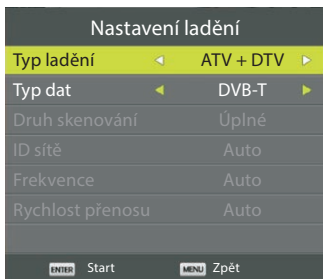 Nastavení ladění
Typ ladění ATV + DTV
Typ dat DVB-T
Druh skenování Úplné
ID sítě Auto
Frekvence Auto
Rychlost přenosu Auto
ENTER Start MENU Zpět